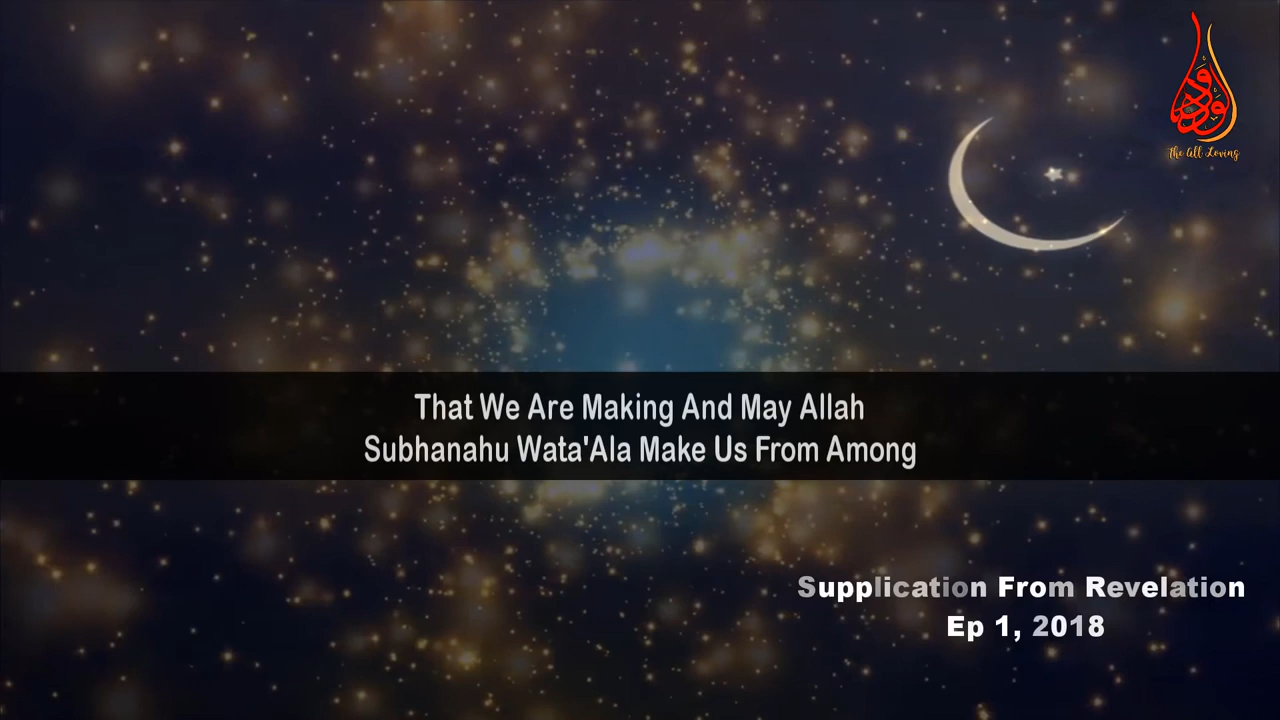 الودود
The All Loving
That We Are Making And May Allah
Subhanahu Wata'Ala Make Us From Among
Supplication From Revelation
Ep 1, 2018